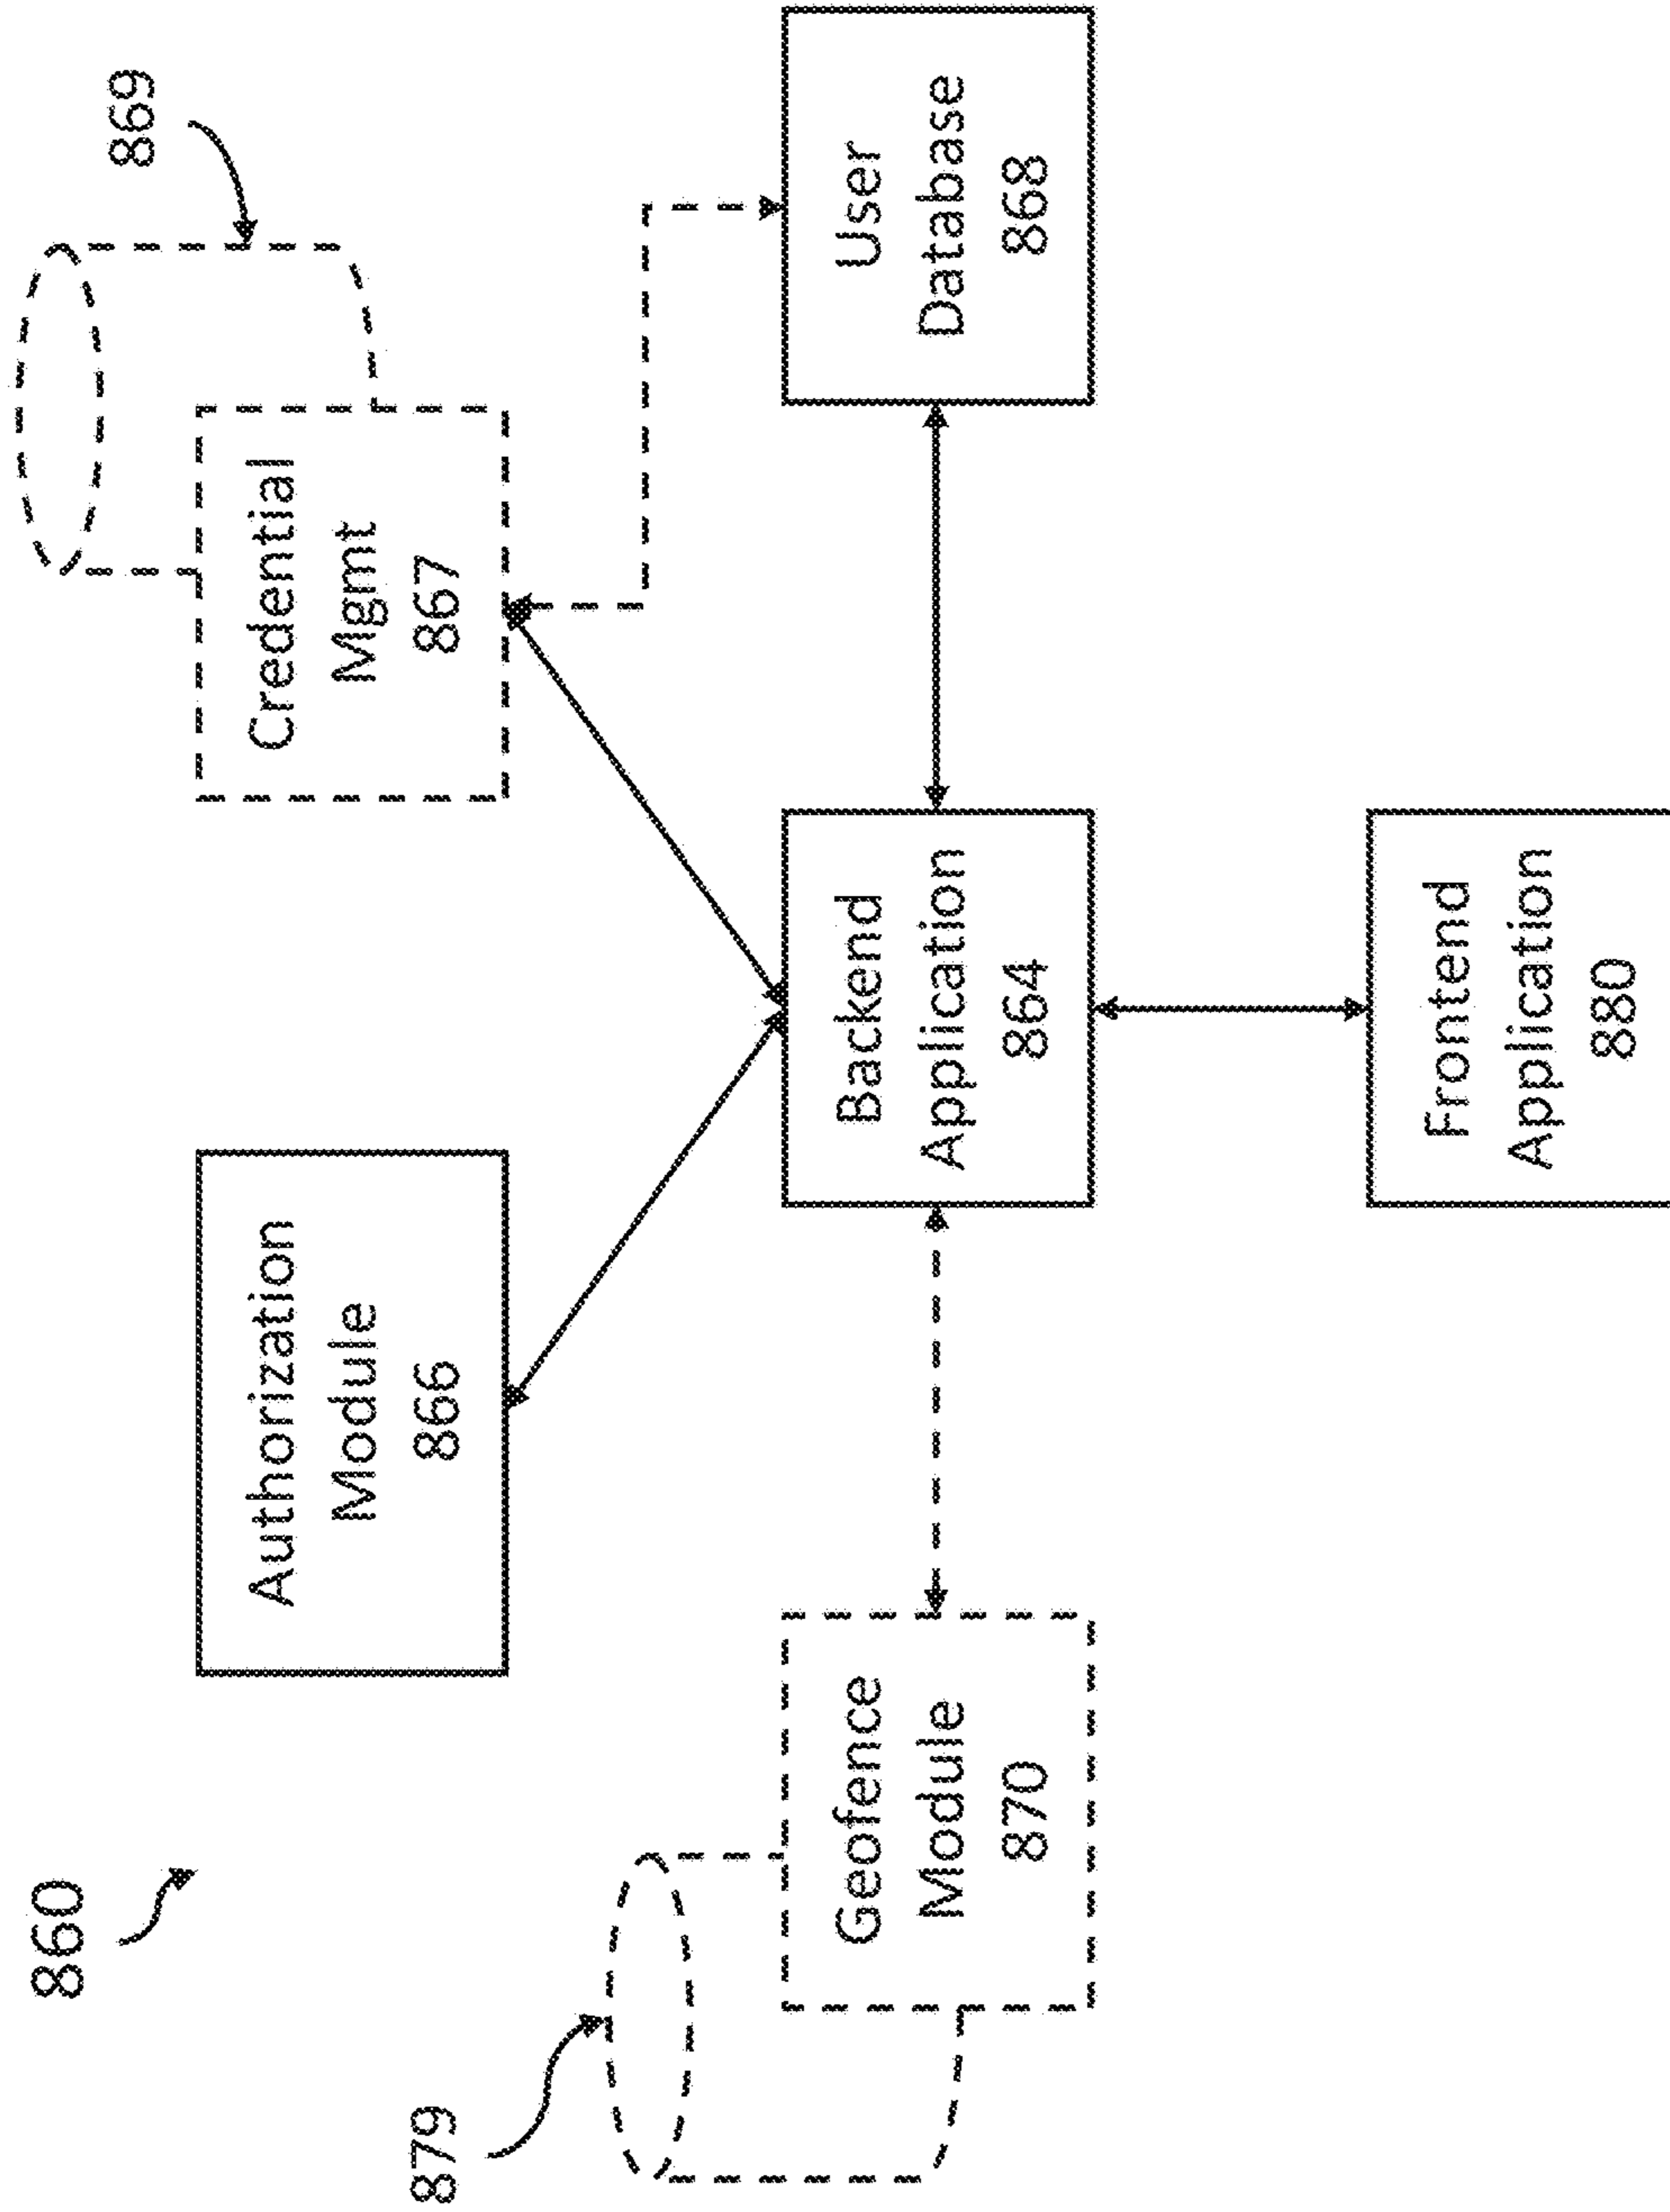 860
869
Authorization
Module
866
Credential
Mgmt
867
879
Geofence
Module
870
Backend
Application
864
User
Database
868
Frontend
Application
880